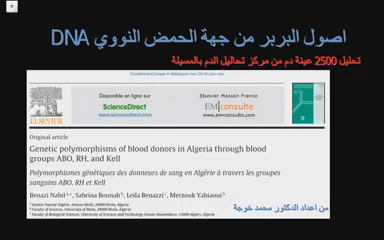 اصول البربر من جهة الحمض النووي DNA
تحليل 2500 عينة دم من مركز تحاليل الدم بالمسيلة
Disponible en ligne sur
ScienceDirect
www.sciencedirect.com
Elsevier Masson France
EM|consulte
www.em-consulte.com
ELSEVIER
Original article
Genetic polymorphisms of blood donors in Algeria through blood
groups ABO, RH, and Kell
Polymorphismes génétiques des donneurs de sang en Algérie à travers les groupes
sanguins ABO, RH et Kell
Benazi Nabil, Sabrina Bounab, Leila Benazzi, Merzouk Yahiaoui
من اعداد الدكتور محمد خوجة